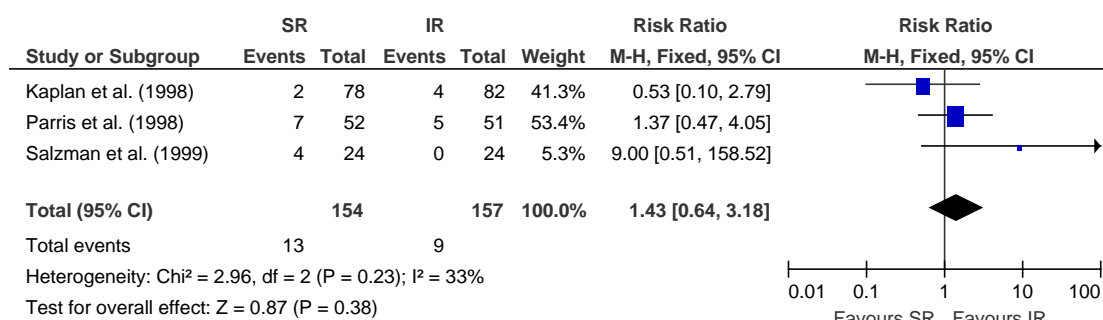 SR IR Risk Ratio Risk Ratio
Study or Subgroup Events Total Events Total Weight M-H, Fixed, 95% CI M-H, Fixed, 95% CI
Kaplan et al. (1998) 2 78 4 82 41.3% 0.53 [0.10, 2.79]
Parris et al. (1998) 7 52 5 51 53.4% 1.37 [0.47, 4.05]
Salzman et al. (1999) 4 24 0 24 5.3% 9.00 [0.51, 158.52]
Total (95% CI) 154 157 100.0% 1.43 [0.64, 3.18]
Total events 13 9
Heterogeneity: Chi² = 2.96, df = 2 (P = 0.23); I² = 33%
Test for overall effect: Z = 0.87 (P = 0.38)
0.01 0.1 1 10 100
Favours SR Favours IR